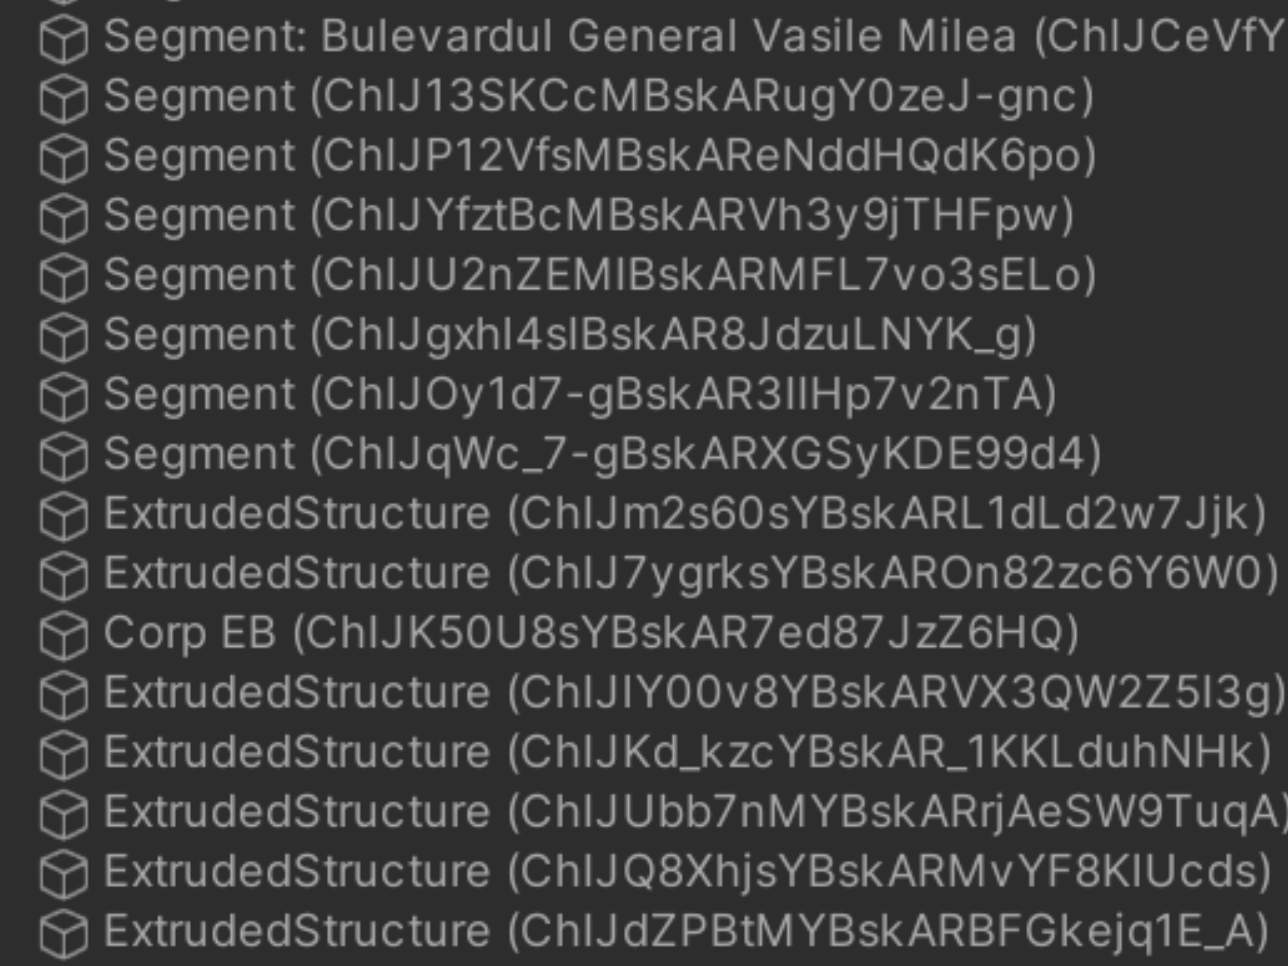 Segment: Bulevardul General Vasile Milea (ChIJCeVfY
Segment (ChIJ13SKCcMBskARugY0zeJ-gnc)
Segment (ChIJP12VfsMBskAReNddHQdK6po)
Segment (ChIJYfztBcMBskARVh3y9jTHFpw)
Segment (ChIJU2nZEMIBskARMFL7vo3sELo)
Segment (ChIJgxhI4sIBskAR8JdzuLNYK_g)
Segment (ChIJOy1d7-gBskAR3IIHp7v2nTA)
Segment (ChIJqWc_7-gBskARXGSyKDE99d4)
ExtrudedStructure (ChIJm2s60sYBskARL1dLd2w7Jjk)
ExtrudedStructure (ChIJ7ygrksYBskAROn82zc6Y6W0)
Corp EB (ChIJK50U8sYBskAR7ed87JzZ6HQ)
ExtrudedStructure (ChIJIY00v8YBskARVX3QW2Z5I3g)
ExtrudedStructure (ChIJKd_kzcYBskAR_1KKLduhNHk)
ExtrudedStructure (ChIJUbb7nMYBskARrjAeSW9TuqA)
ExtrudedStructure (ChIJQ8XhjsYBskARMvYF8KIUcds)
ExtrudedStructure (ChIJdZPBtMYBskARBFGkejq1E_A)